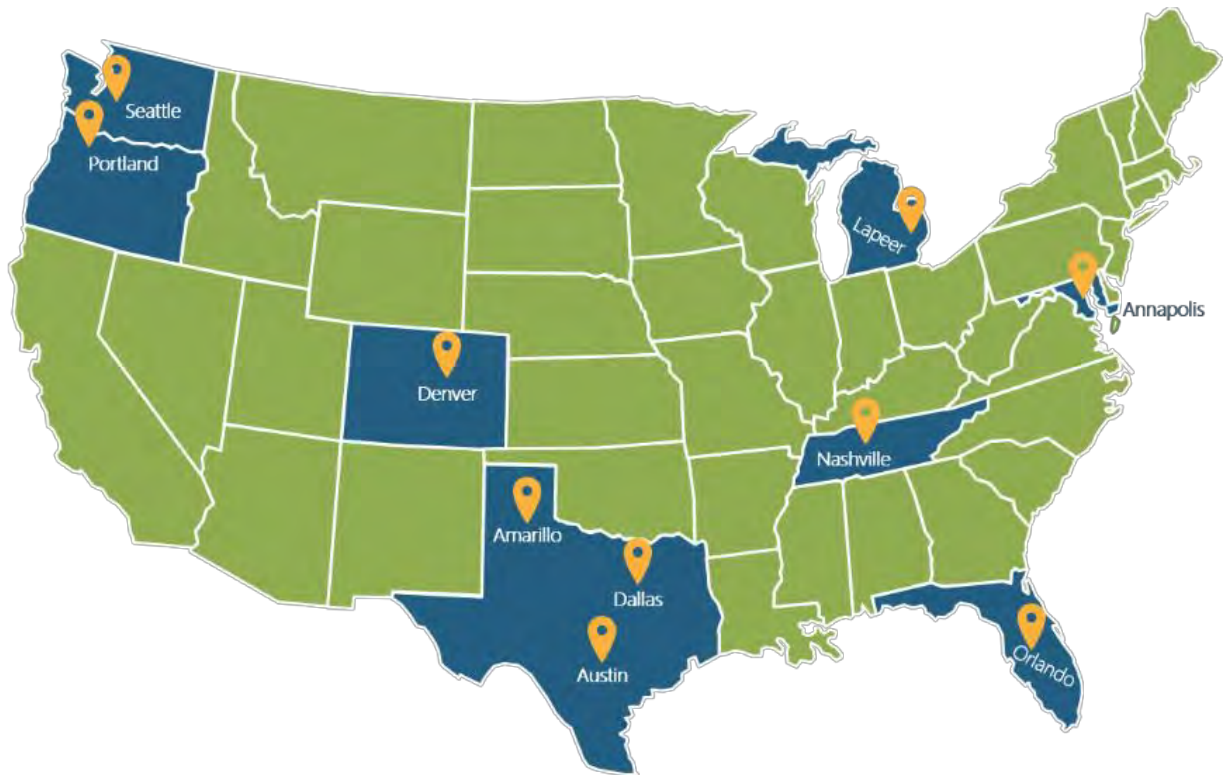 Seattle
Portland
Lapeer
Annapolis
Denver
Nashville
Amarillo
Dallas
Austin
Orlando